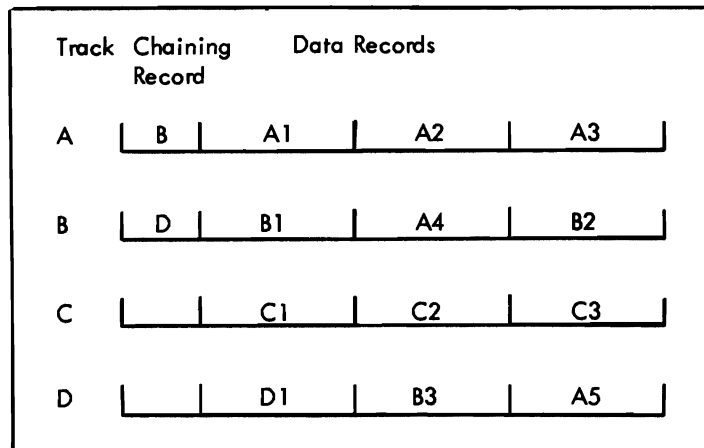 Track Chaining Data Records
Record
A B A1 A2 A3
B D B1 A4 B2
C C1 C2 C3
D D1 B3 A5